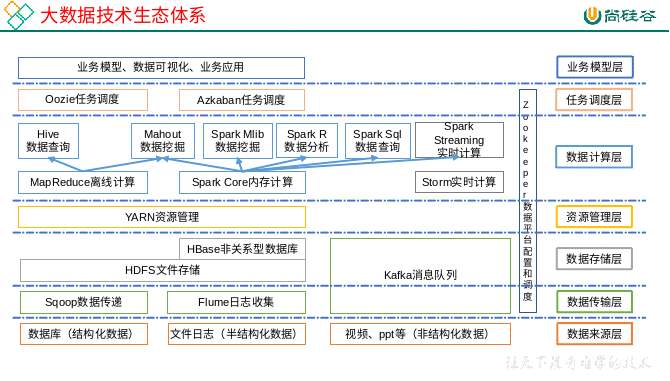 大数据技术生态体系
尚硅谷
业务模型、数据可视化、业务应用
业务模型层
Oozie任务调度
Azkaban任务调度
任务调度层
Hive
数据查询
Mahout
数据挖掘
Spark Mlib
数据挖掘
Spark R
数据分析
Spark Sql
数据查询
Spark
Streaming
实时计算
数据计算层
MapReduce离线计算
Spark Core内存计算
Storm实时计算
Zookeeper数据平台配置和调度
YARN资源管理
资源管理层
HBase非关系型数据库
HDFS文件存储
Kafka消息队列
数据存储层
Sqoop数据传递
Flume日志收集
数据传输层
数据库（结构化数据）
文件日志（半结构化数据）
视频、ppt等（非结构化数据）
数据来源层
让天下没有难学的技术